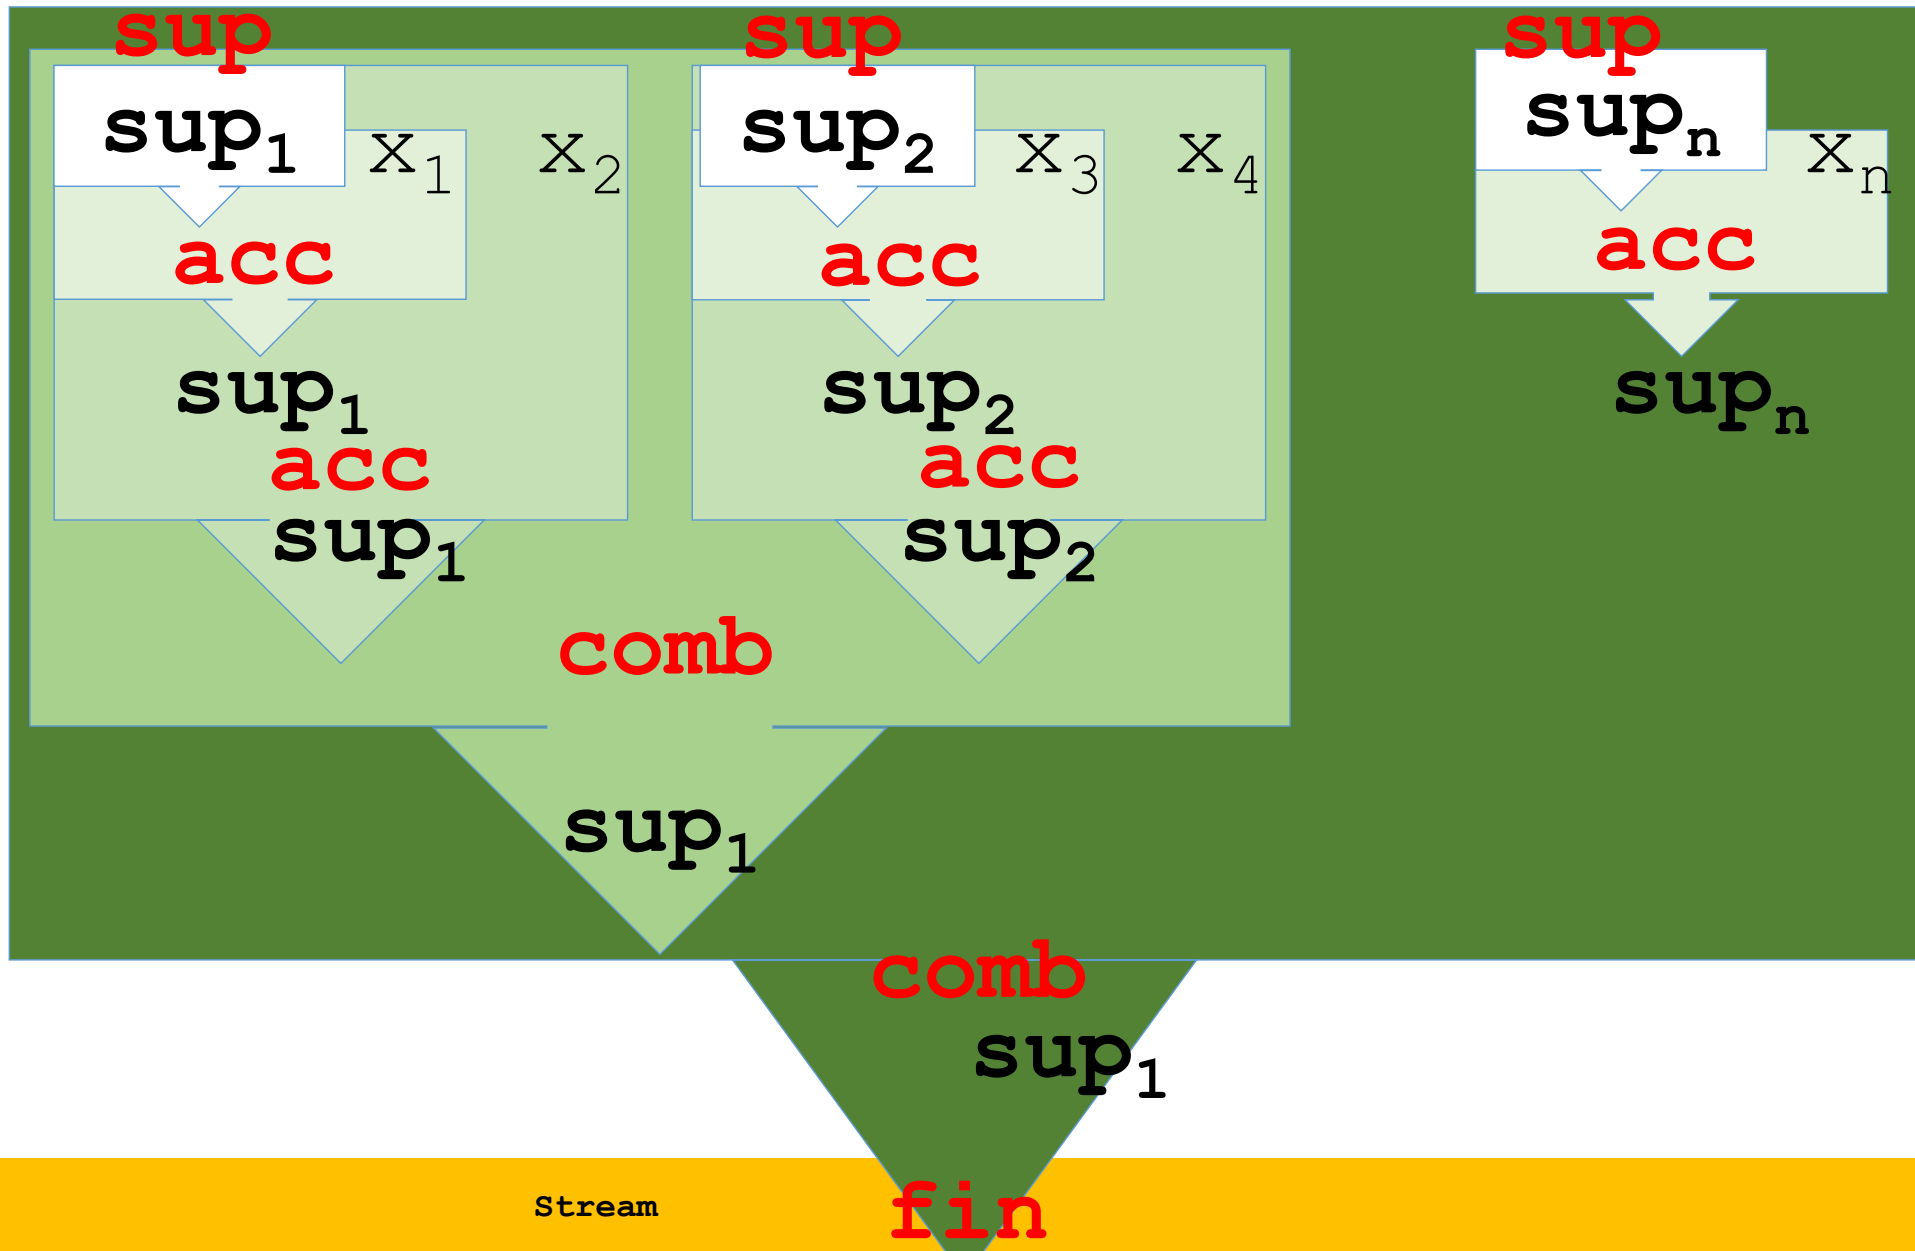 sup sup sup
sup₁ x₁ x₂ sup₂ x₃ x₄ supₙ xₙ
acc acc acc
sup₁ sup₂ supₙ
acc acc
sup₁ sup₂
comb
sup₁
comb
sup₁
Stream fin